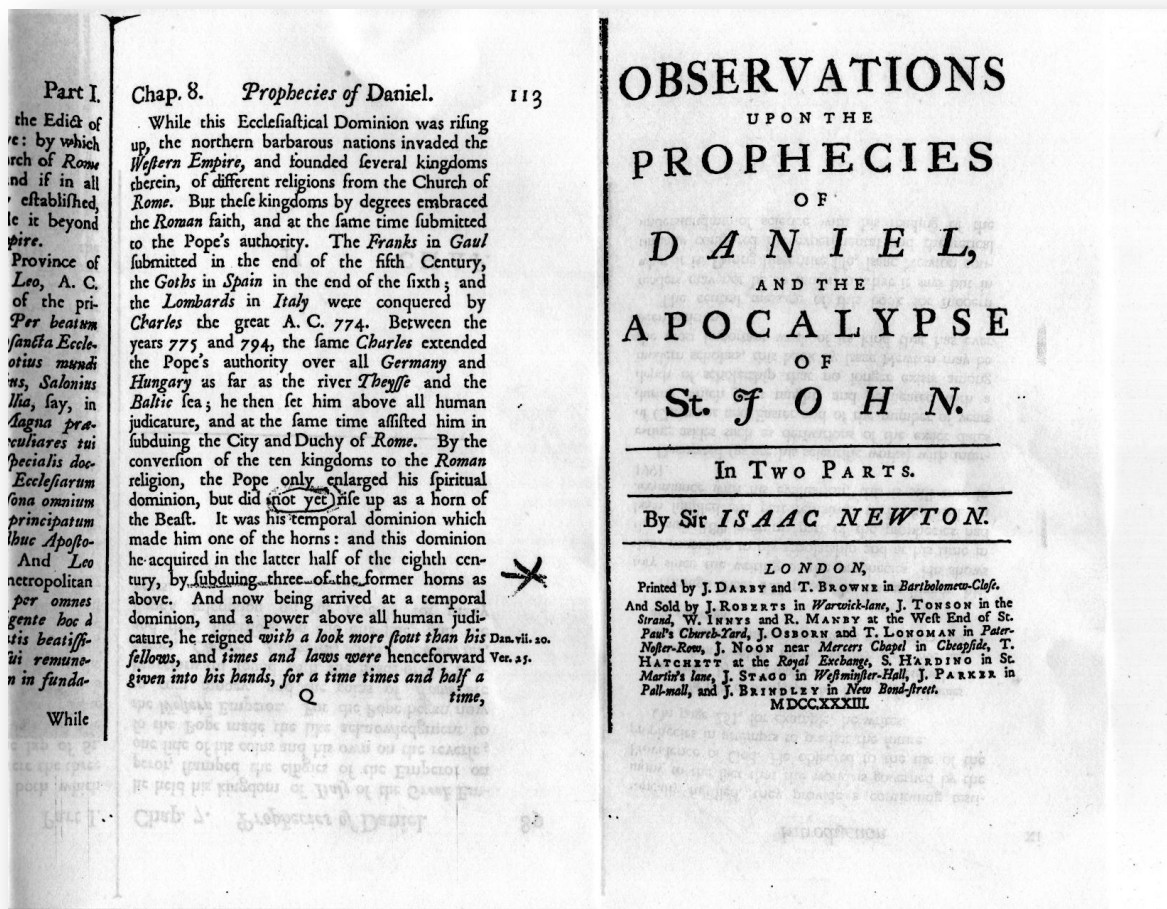 Part I.
the Edict of
: by which
rch of Rome
nd if in all
eſtabliſhed,
le it beyond
pire.
Province of
Leo, A. C.
of the pri-
Per beatum
ſancta Eccle-
otius mundi
us, Salonius
llia, ſay, in
Magna præ-
culiares tui
ſpecialis doc-
Eccleſiarum
ſona omnium
principatum
huc Apoſto-
And Leo
metropolitan
per omnes
gente hoc à
tis beatiſſi-
ſui remune-
n in funda-
While
Chap. 8. Prophecies of Daniel. 113
While this Eccleſiaſtical Dominion was riſing
up, the northern barbarous nations invaded the
Weſtern Empire, and founded ſeveral kingdoms
therein, of different religions from the Church of
Rome. But theſe kingdoms by degrees embraced
the Roman faith, and at the ſame time ſubmitted
to the Pope's authority. The Franks in Gaul
ſubmitted in the end of the fifth Century,
the Goths in Spain in the end of the ſixth; and
the Lombards in Italy were conquered by
Charles the great A. C. 774. Between the
years 775 and 794, the ſame Charles extended
the Pope's authority over all Germany and
Hungary as far as the river Theyſſe and the
Baltic ſea; he then ſet him above all human
judicature, and at the ſame time aſſiſted him in
ſubduing the City and Duchy of Rome. By the
converſion of the ten kingdoms to the Roman
religion, the Pope only enlarged his ſpiritual
dominion, but did not yet riſe up as a horn of
the Beaſt. It was his temporal dominion which
made him one of the horns: and this dominion
he acquired in the latter half of the eighth cen-
tury, by ſubduing three of the former horns as
above. And now being arrived at a temporal
dominion, and a power above all human judi-
cature, he reigned with a look more ſtout than his Dan. vii. 20.
fellows, and times and laws were henceforward Ver. 25.
given into his hands, for a time times and half a
Q time,
OBSERVATIONS
UPON THE
PROPHECIES
OF
DANIEL,
AND THE
APOCALYPSE
OF
St. JOHN.
In Two Parts.
By Sir ISAAC NEWTON.
LONDON,
Printed by J. DARBY and T. BROWNE in Bartholomew-Cloſe.
And Sold by J. ROBERTS in Warwick-lane, J. TONSON in the
Strand, W. INNYS and R. MANBY at the Weſt End of St.
Paul's Church-Yard, J. OSBORN and T. LONGMAN in Pater-
Noſter-Row, J. NOON near Mercers Chapel in Cheapſide, T.
HATCHETT at the Royal Exchange, S. HARDING in St.
Martin's lane, J. STAGG in Weſtminſter-Hall, J. PARKER in
Pall-mall, and J. BRINDLEY in New Bond-ſtreet.
MDCC.XXXIII.